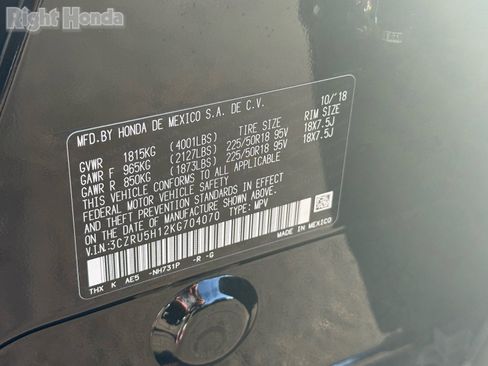 Right Honda
MFD.BY HONDA DE MEXICO S.A. DE C.V. 10/'18
GVWR 1815KG (4001LBS) TIRE SIZE RIM SIZE
GAWR F 965KG (2127LBS) 225/50R18 95V 18X7.5J
GAWR R 850KG (1873LBS) 225/50R18 95V 18X7.5J
THIS VEHICLE CONFORMS TO ALL APPLICABLE
FEDERAL MOTOR VEHICLE SAFETY
AND THEFT PREVENTION STANDARDS IN EFFECT
ON THE DATE OF MANUFACTURE SHOWN ABOVE.
V.I.N.:3CZRU5H12KG704070 TYPE: MPV
THX K AE5 -NH731P -R -G MADE IN MEXICO